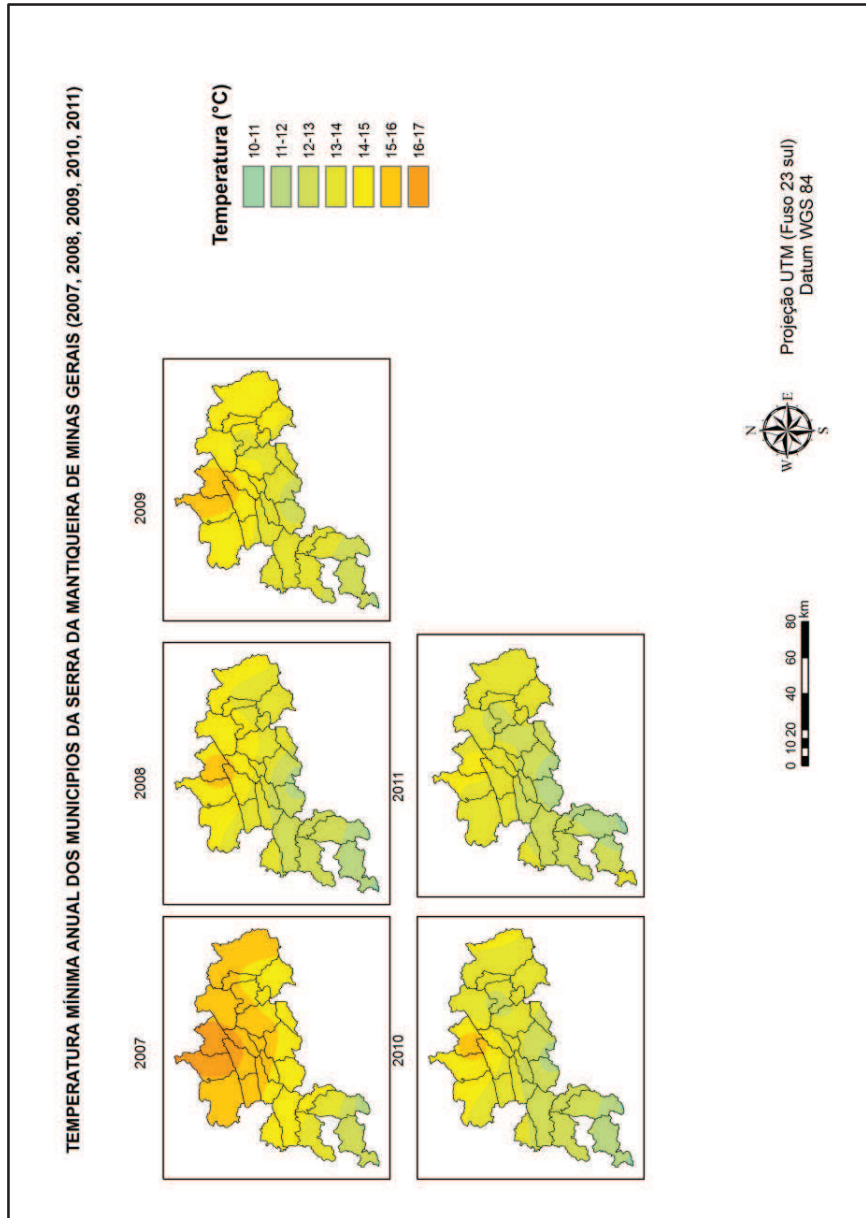 TEMPERATURA MÍNIMA ANUAL DOS MUNICIPIOS DA SERRA DA MANTIQUEIRA DE MINAS GERAIS (2007, 2008, 2009, 2010, 2011)
2007
2008
2009
2010
2011
Temperatura (°C)
10-11
11-12
12-13
13-14
14-15
15-16
16-17
0 10 20 40 60 80
km
N
W E
S
Projeção UTM (Fuso 23 sul)
Datum WGS 84